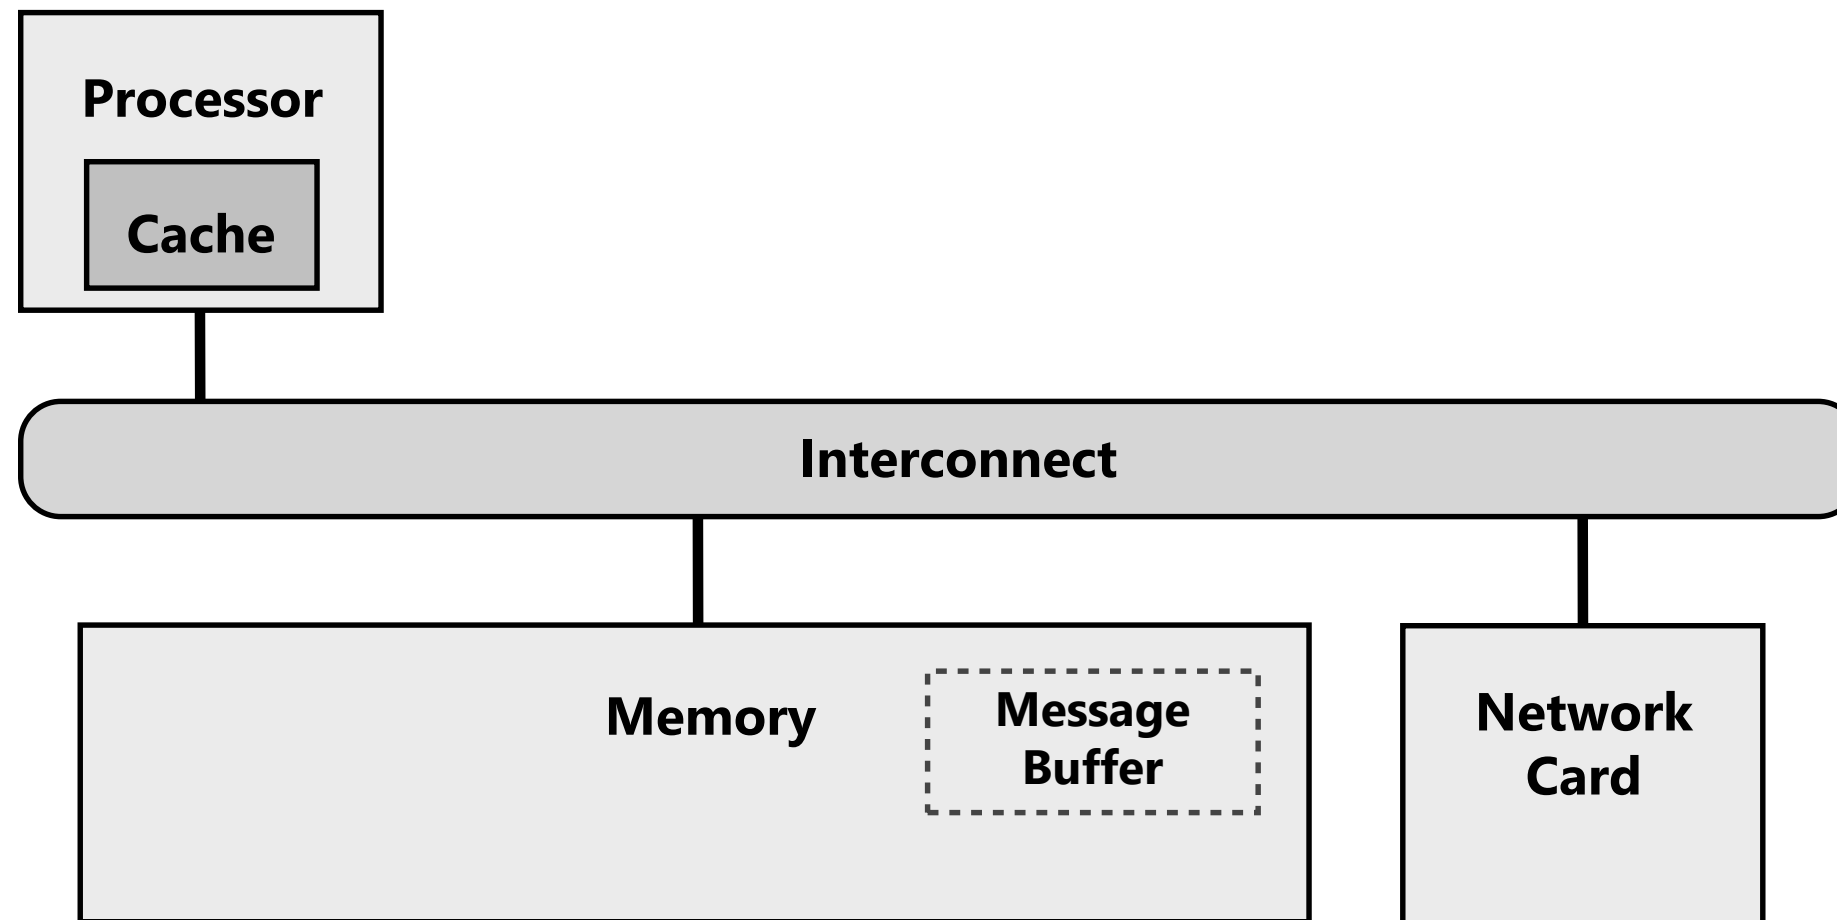 Processor
Cache
Interconnect
Memory
Message
Buffer
Network
Card